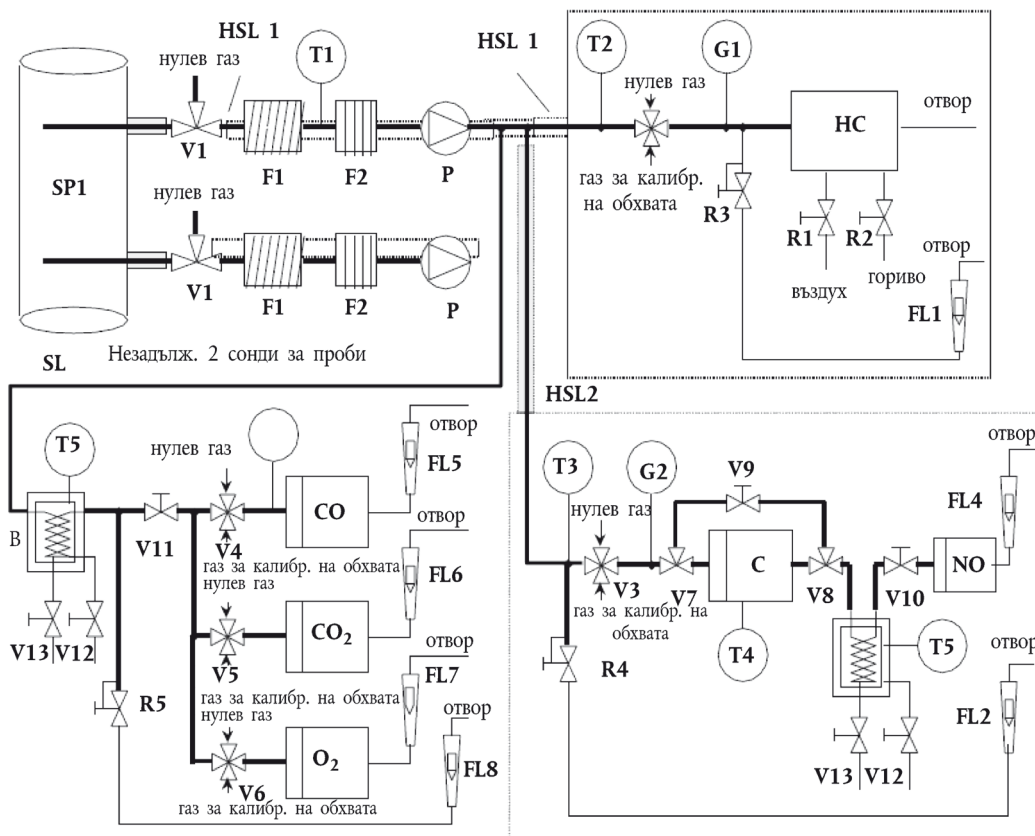 HSL 1
T1
нулев газ
V1
F1
F2
P
SP1
нулев газ
V1
F1
F2
P
SL
Незадълж. 2 сонди за проби
HSL 1
T2
G1
нулев газ
HC
отвор
газ за калибр.
на обхвата
R3
R1
R2
въздух
гориво
отвор
FL1
HSL2
T5
нулев газ
отвор
FL5
B
V11
V4
CO
отвор
газ за калибр. на обхвата
нулев газ
FL6
V13
V12
V5
CO2
отвор
R5
газ за калибр. на обхвата
нулев газ
FL7
отвор
V6
O2
FL8
газ за калибр. на обхвата
T3
G2
V9
отвор
FL4
нулев газ
V3
V7
C
V8
V10
NO
газ за калибр. на
обхвата
R4
T4
T5
отвор
FL2
V13
V12